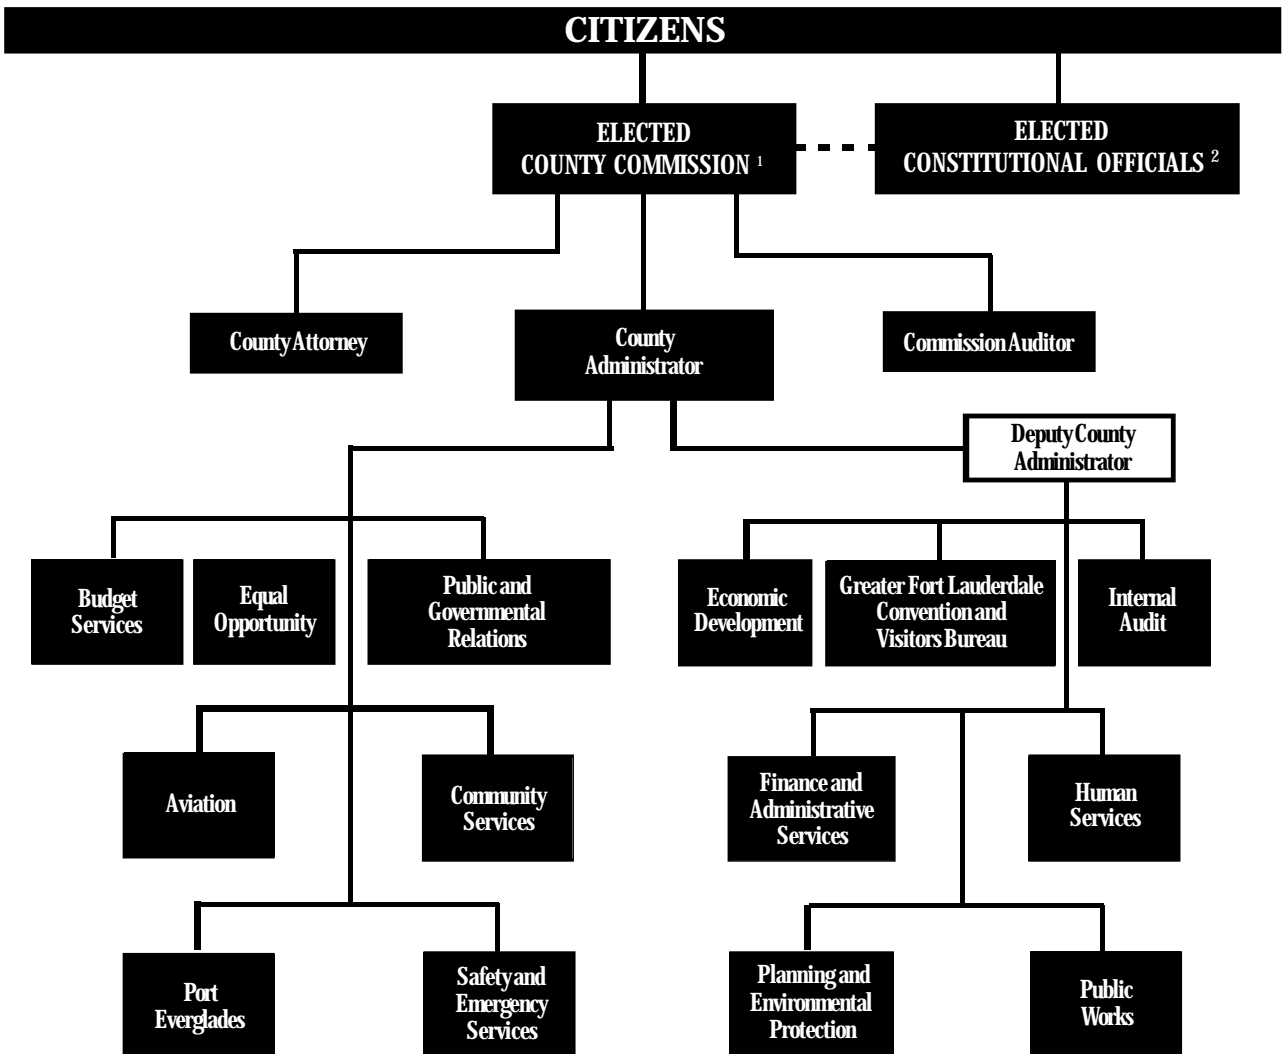 CITIZENS
ELECTED
COUNTY COMMISSION ¹
ELECTED
CONSTITUTIONAL OFFICIALS ²
County Attorney
County
Administrator
Commission Auditor
Deputy County
Administrator
Budget
Services
Equal
Opportunity
Public and
Governmental
Relations
Economic
Development
Greater Fort Lauderdale
Convention and
Visitors Bureau
Internal
Audit
Aviation
Community
Services
Finance and
Administrative
Services
Human
Services
Port
Everglades
Safety and
Emergency
Services
Planning and
Environmental
Protection
Public
Works